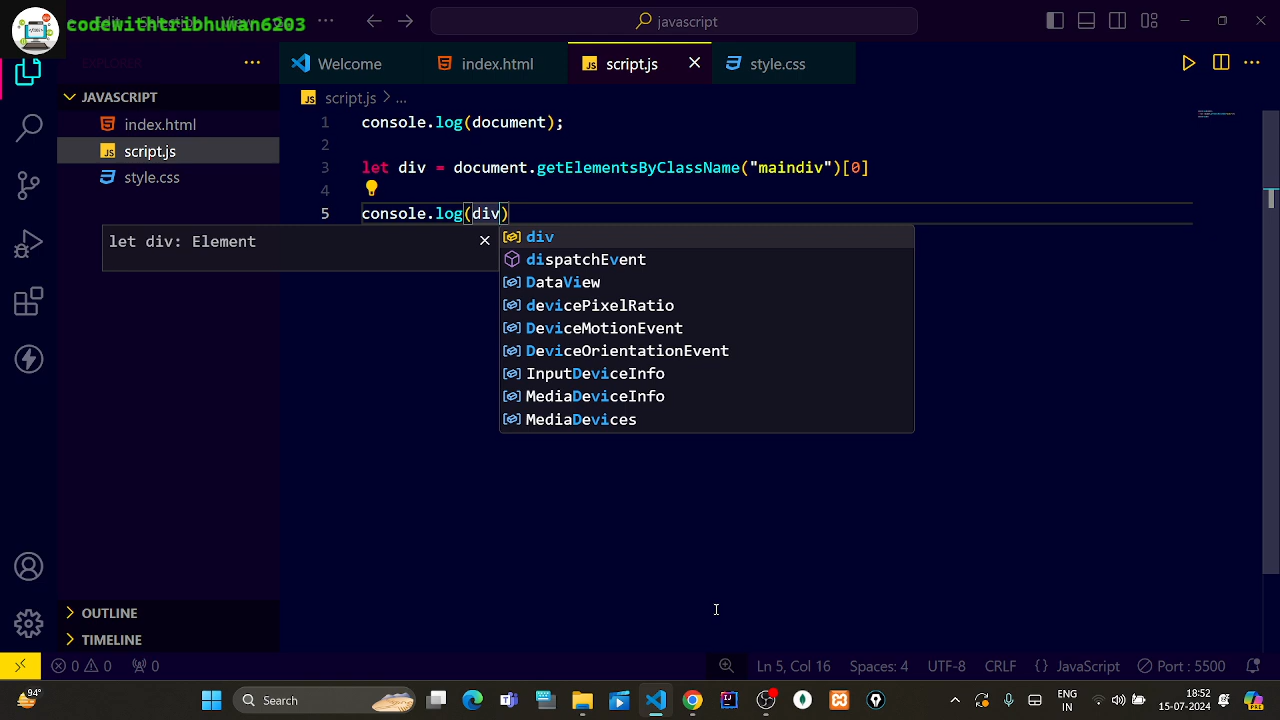 codewithtribhuwan6203
javascript
EXPLORER
Welcome
index.html
script.js
style.css
JAVASCRIPT
index.html
script.js
style.css
script.js > ...
1 console.log(document);
2
3 let div = document.getElementsByClassName("maindiv")[0]
4
5 console.log(div)
let div: Element
div
dispatchEvent
DataView
devicePixelRatio
DeviceMotionEvent
DeviceOrientationEvent
InputDeviceInfo
MediaDeviceInfo
MediaDevices
OUTLINE
TIMELINE
0 0 0 Ln 5, Col 16 Spaces: 4 UTF-8 CRLF {} JavaScript Port : 5500
94° Search ENG 18:52
IN 15-07-2024